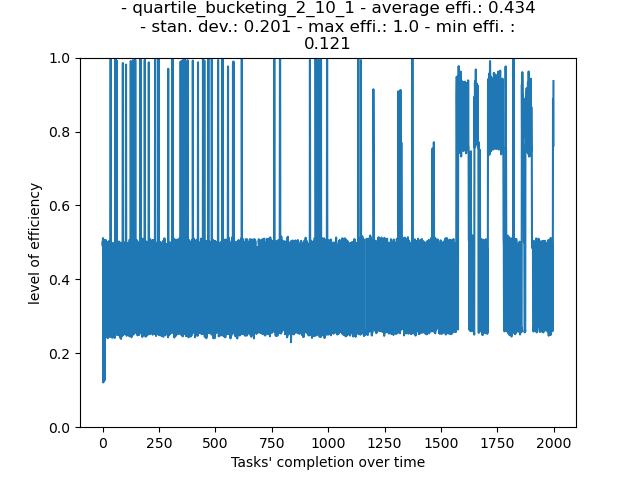 - quartile_bucketing_2_10_1 - average effi.: 0.434
- stan. dev.: 0.201 - max effi.: 1.0 - min effi. :
0.121
1.0
0.8
0.6
0.4
0.2
0.0
level of efficiency
0 250 500 750 1000 1250 1500 1750 2000
Tasks' completion over time